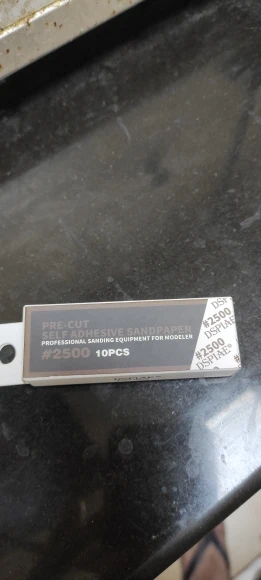 PRE-CUT
SELF ADHESIVE SANDPAPER
PROFESSIONAL SANDING EQUIPMENT FOR MODELER
#2500 10PCS
#2500
DSPIAE
#2500
DSPIAE®